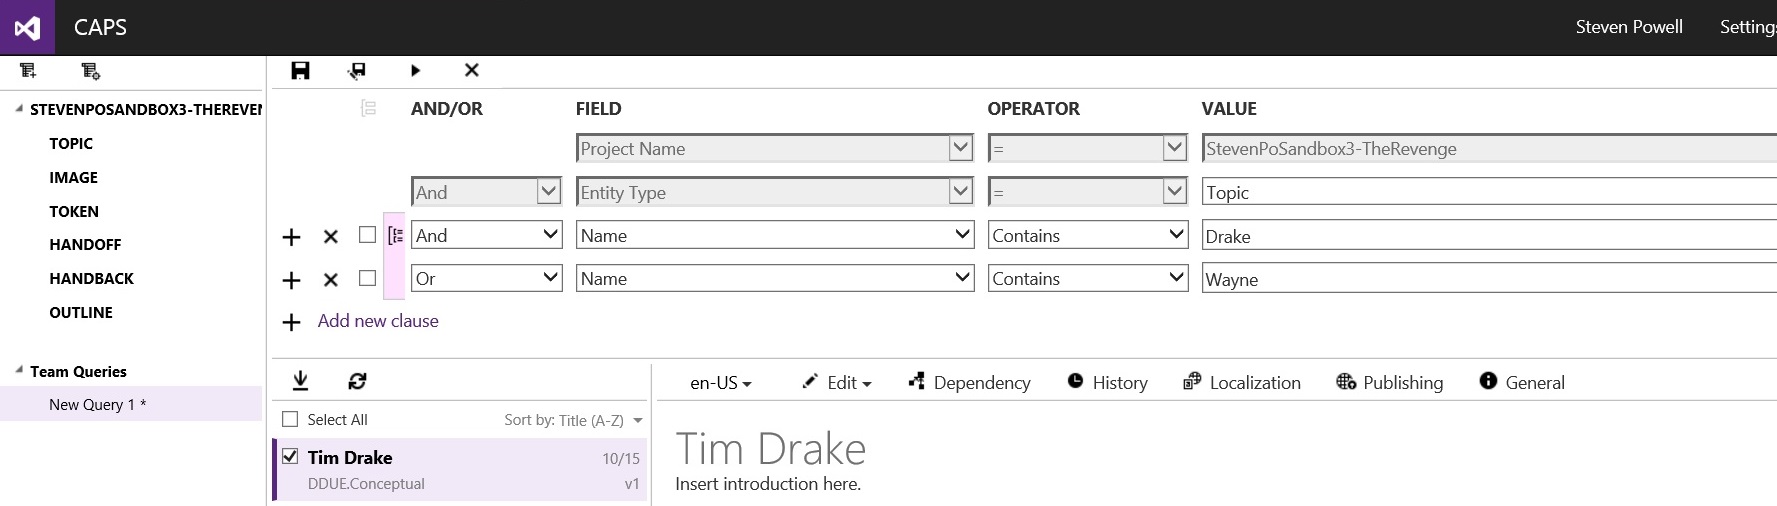 CAPS
Steven Powell
Settings
STEVENPOSANDBOX3-THEREVEN
TOPIC
IMAGE
TOKEN
HANDOFF
HANDBACK
OUTLINE
Team Queries
New Query 1 *
AND/OR FIELD OPERATOR VALUE
Project Name = StevenPoSandbox3-TheRevenge
And Entity Type = Topic
And Name Contains Drake
Or Name Contains Wayne
Add new clause
Select All Sort by: Title (A-Z)
Tim Drake 10/15
DDUE.Conceptual v1
en-US Edit Dependency History Localization Publishing General
Tim Drake
Insert introduction here.